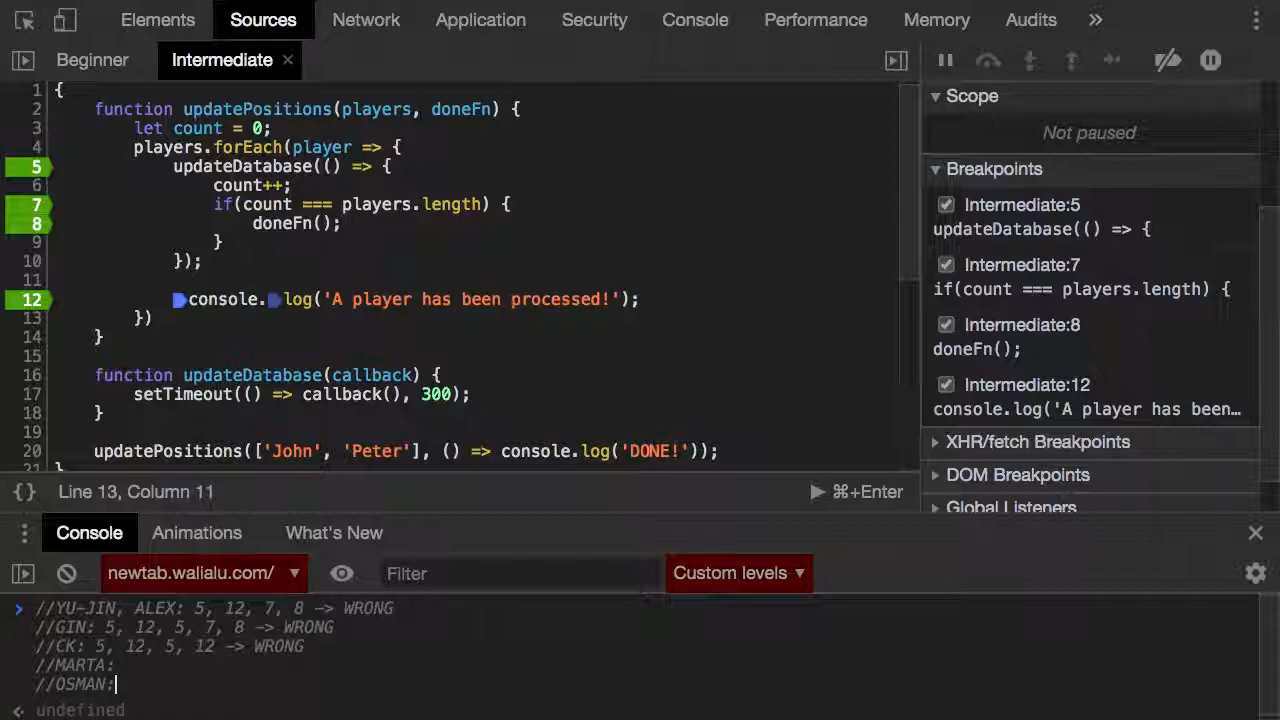 Elements Sources Network Application Security Console Performance Memory Audits »
Beginner Intermediate ×
1 {
2 function updatePositions(players, doneFn) {
3 let count = 0;
4 players.forEach(player => {
5 updateDatabase(() => {
6 count++;
7 if(count === players.length) {
8 doneFn();
9 }
10 });
11
12 console.log('A player has been processed!');
13 })
14 }
15
16 function updateDatabase(callback) {
17 setTimeout(() => callback(), 300);
18 }
19
20 updatePositions(['John', 'Peter'], () => console.log('DONE!'));
21 }
{} Line 13, Column 11 ⌘+Enter
Scope
Not paused
Breakpoints
Intermediate:5
updateDatabase(() => {
Intermediate:7
if(count === players.length) {
Intermediate:8
doneFn();
Intermediate:12
console.log('A player has been…
XHR/fetch Breakpoints
DOM Breakpoints
Global Listeners
Console Animations What's New
newtab.walialu.com/ ▼ Filter Custom levels ▼
//YU-JIN, ALEX: 5, 12, 7, 8 -> WRONG
//GIN: 5, 12, 5, 7, 8 -> WRONG
//CK: 5, 12, 5, 12 -> WRONG
//MARTA:
//OSMAN:
undefined